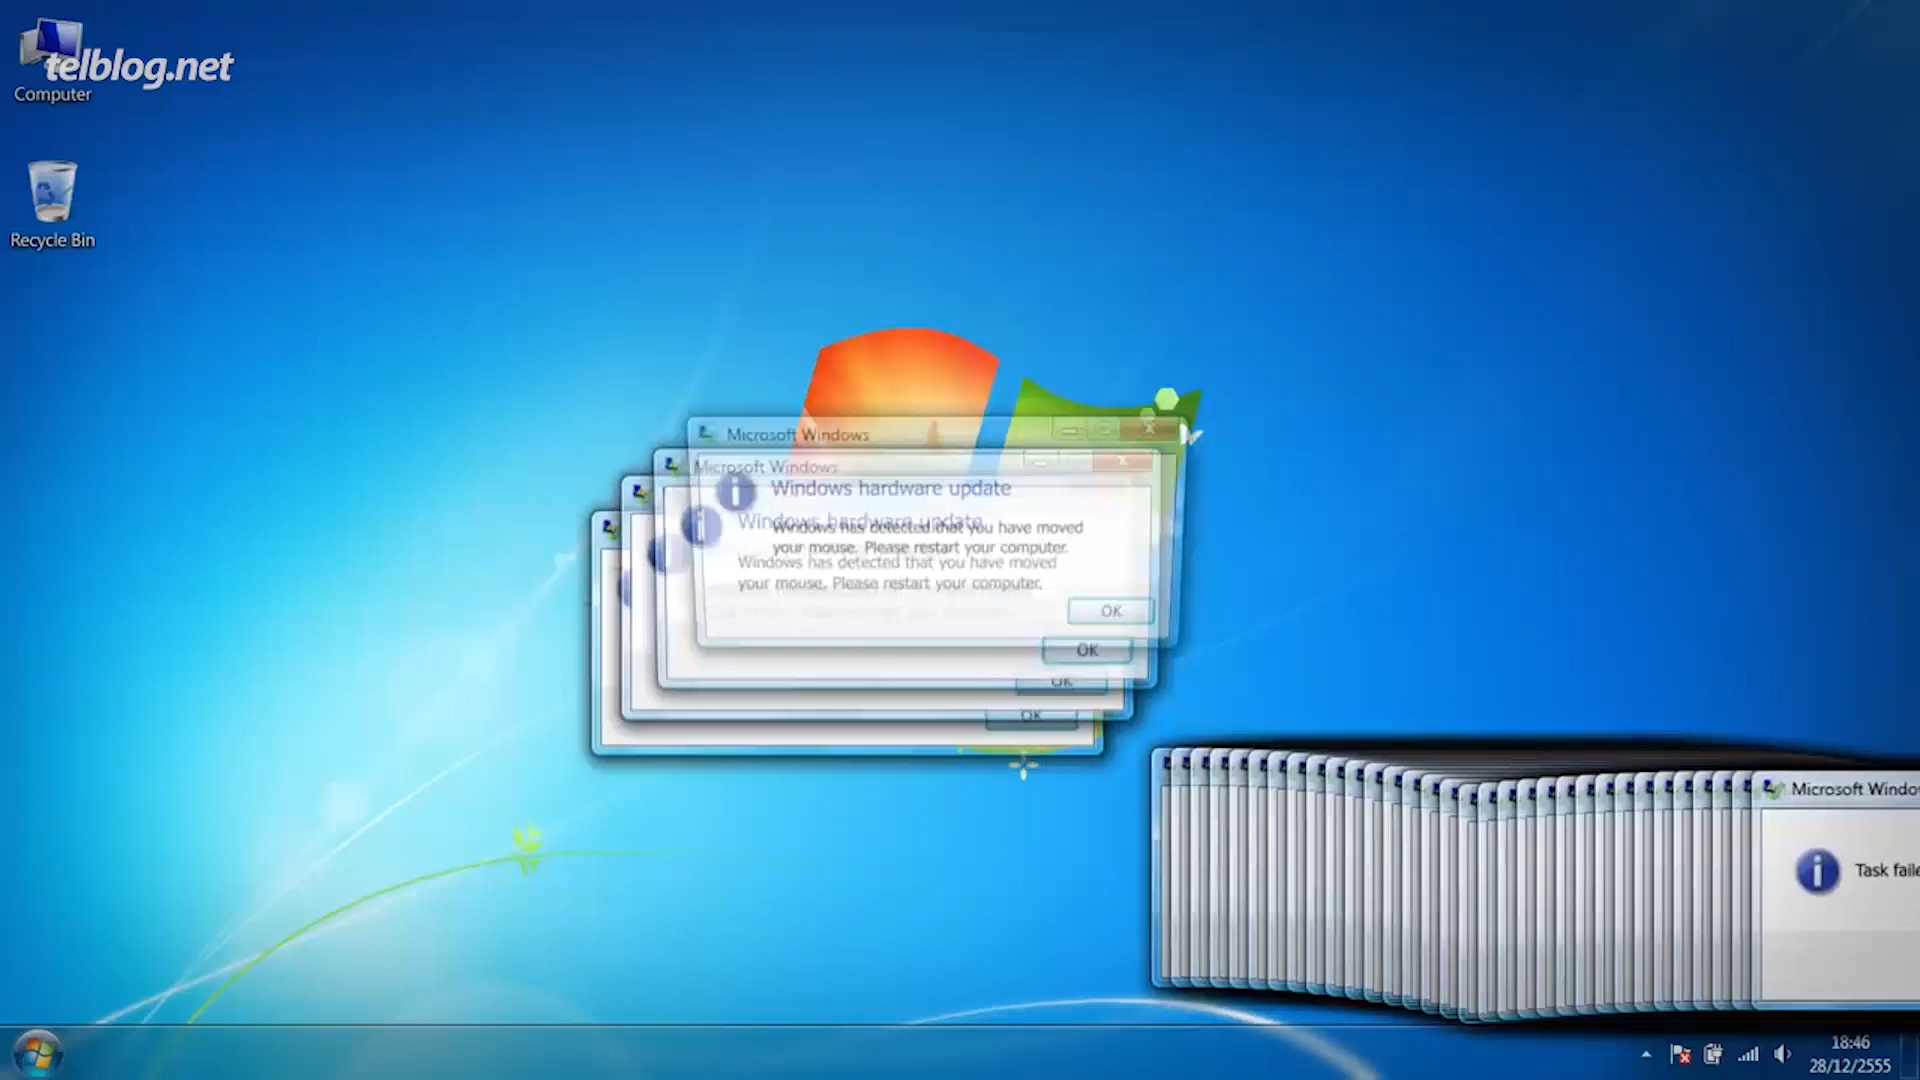 telblog.net
Computer
Recycle Bin
Microsoft Windows
Microsoft Windows
Windows hardware update
Windows hardware update
Windows has detected that you have moved
your mouse. Please restart your computer.
Windows has detected that you have moved
your mouse. Please restart your computer.
OK
OK
OK
OK
Microsoft
Task
18:46
28/12/2555